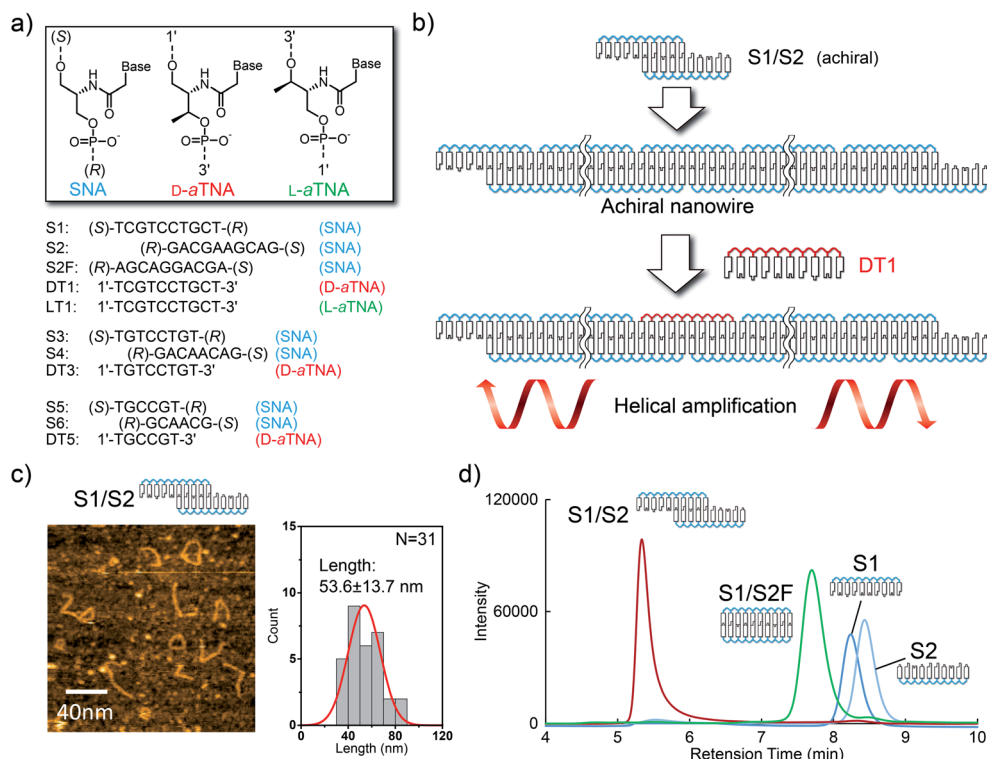 a)
(S)
1'
3'
Base
Base
Base
O
O
O
H
N
H
N
H
N
O
O
O
O
O
O
O=P-O-
O=P-O-
O=P-O-
O
O
O
(R)
3'
1'
SNA
D-aTNA
L-aTNA
S1: (S)-TCGTCCTGCT-(R) (SNA)
S2: (R)-GACGAAGCAG-(S) (SNA)
S2F: (R)-AGCAGGACGA-(S) (SNA)
DT1: 1'-TCGTCCTGCT-3' (D-aTNA)
LT1: 1'-TCGTCCTGCT-3' (L-aTNA)
S3: (S)-TGTCCTGT-(R) (SNA)
S4: (R)-GACAACAG-(S) (SNA)
DT3: 1'-TGTCCTGT-3' (D-aTNA)
S5: (S)-TGCCGT-(R) (SNA)
S6: (R)-GCAACG-(S) (SNA)
DT5: 1'-TGCCGT-3' (D-aTNA)
b)
S1/S2 (achiral)
Achiral nanowire
DT1
Helical amplification
c)
S1/S2
40nm
N=31
Length:
53.6±13.7 nm
Count
15
10
5
0
0 40 80 120
Length (nm)
d)
Intensity
120000
60000
0
S1/S2
S1/S2F
S1
S2
4 5 6 7 8 9 10
Retention Time (min)